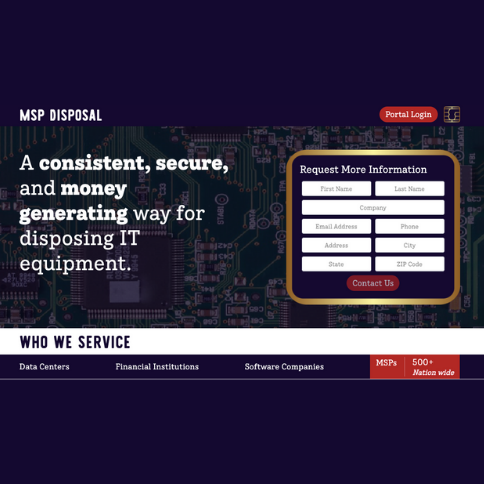 MSP DISPOSAL
Portal Login
A consistent, secure,
and money
generating way for
disposing IT
equipment.
Request More Information
First Name Last Name
Company
Email Address Phone
Address City
State ZIP Code
Contact Us
WHO WE SERVICE
Data Centers Financial Institutions Software Companies MSPs 500+
Nation wide